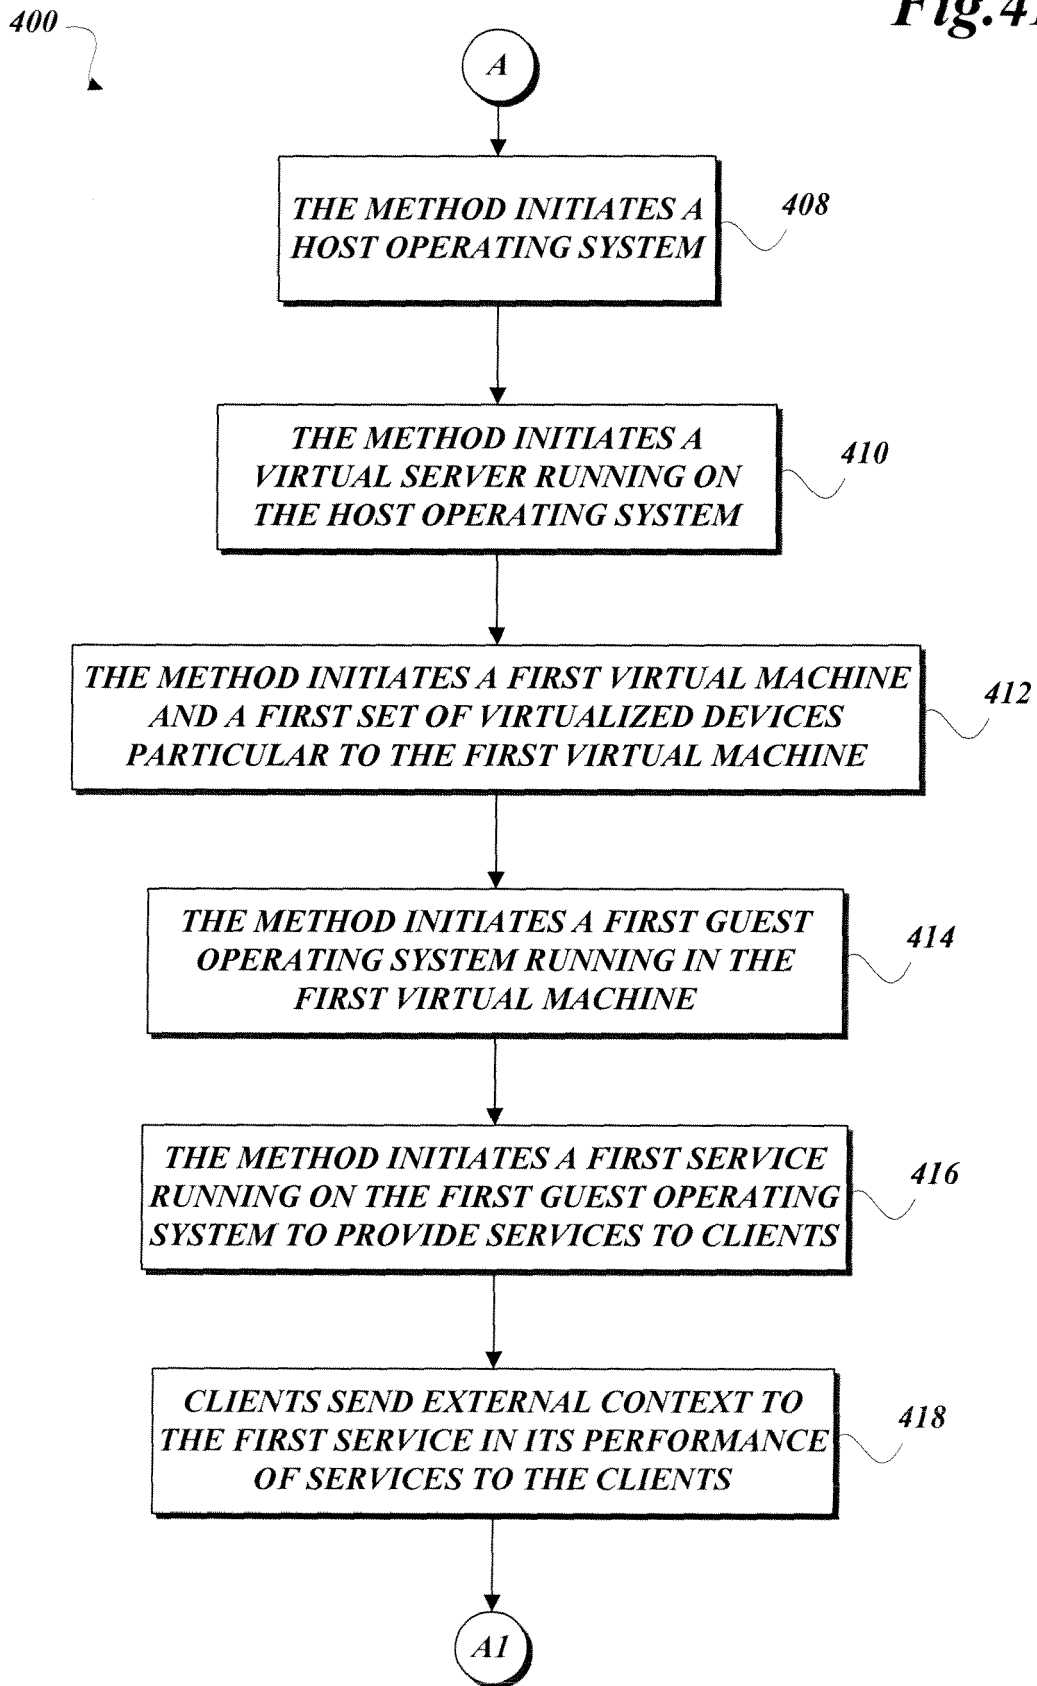 400
Fig.4
A
THE METHOD INITIATES A
HOST OPERATING SYSTEM
408
THE METHOD INITIATES A
VIRTUAL SERVER RUNNING ON
THE HOST OPERATING SYSTEM
410
THE METHOD INITIATES A FIRST VIRTUAL MACHINE
AND A FIRST SET OF VIRTUALIZED DEVICES
PARTICULAR TO THE FIRST VIRTUAL MACHINE
412
THE METHOD INITIATES A FIRST GUEST
OPERATING SYSTEM RUNNING IN THE
FIRST VIRTUAL MACHINE
414
THE METHOD INITIATES A FIRST SERVICE
RUNNING ON THE FIRST GUEST OPERATING
SYSTEM TO PROVIDE SERVICES TO CLIENTS
416
CLIENTS SEND EXTERNAL CONTEXT TO
THE FIRST SERVICE IN ITS PERFORMANCE
OF SERVICES TO THE CLIENTS
418
A1